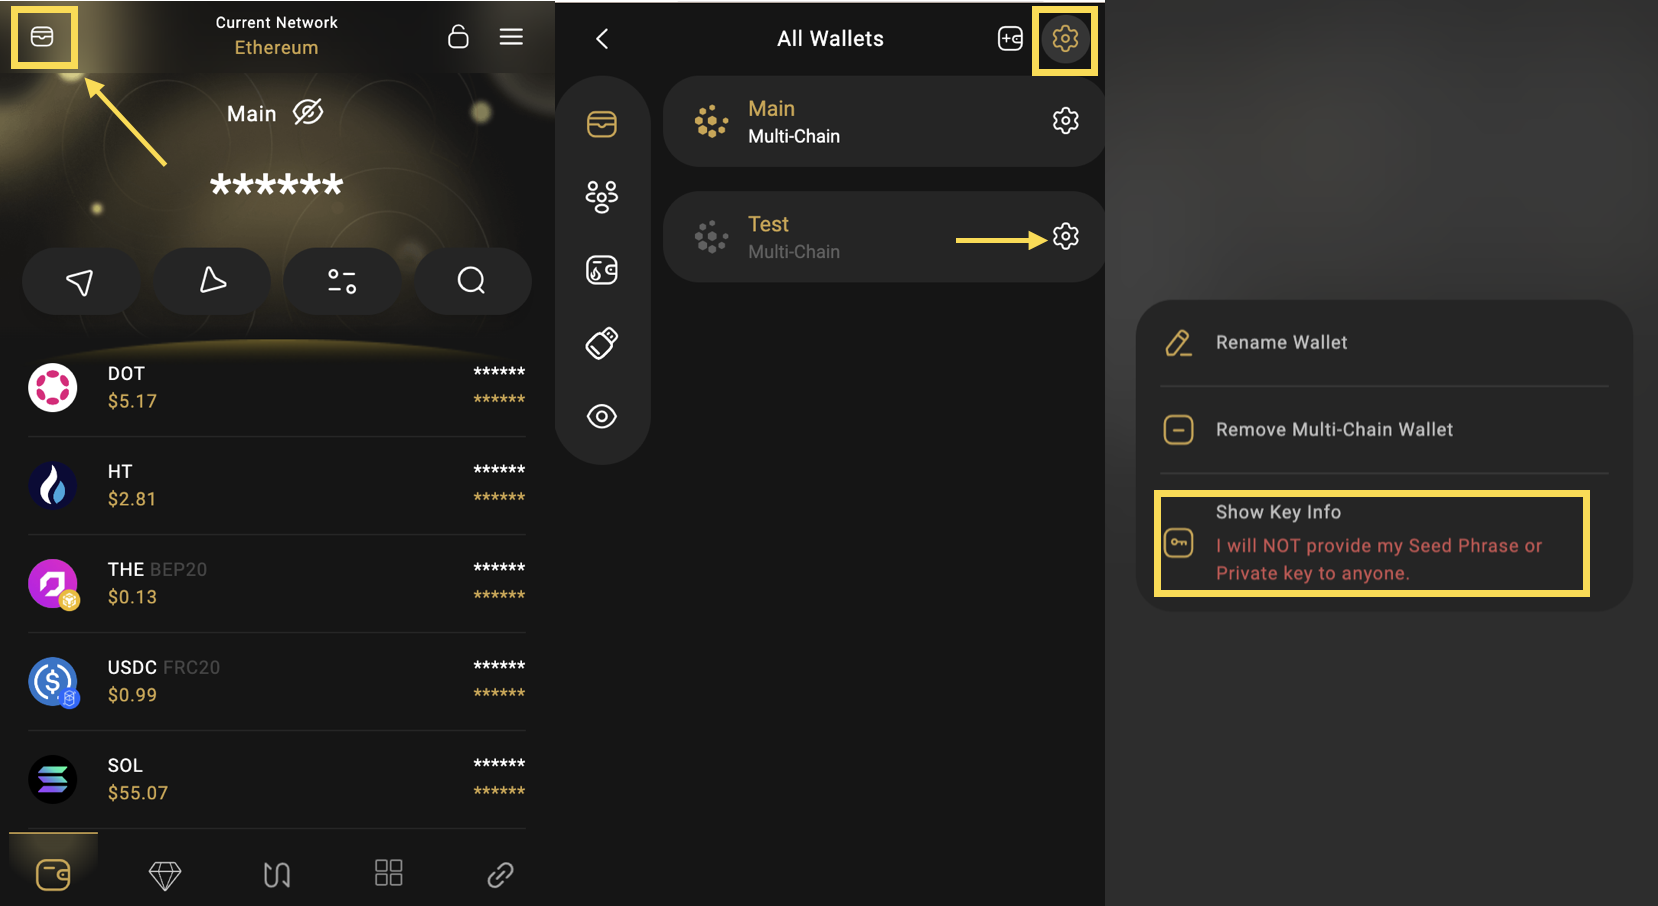 Current Network
Ethereum
Main
******
DOT
******
$5.17
******
HT
******
$2.81
******
THE BEP20
******
$0.13
******
USDC FRC20
******
$0.99
******
SOL
******
$55.07
******
All Wallets
Main
Multi-Chain
Test
Multi-Chain
Rename Wallet
Remove Multi-Chain Wallet
Show Key Info
I will NOT provide my Seed Phrase or
Private key to anyone.